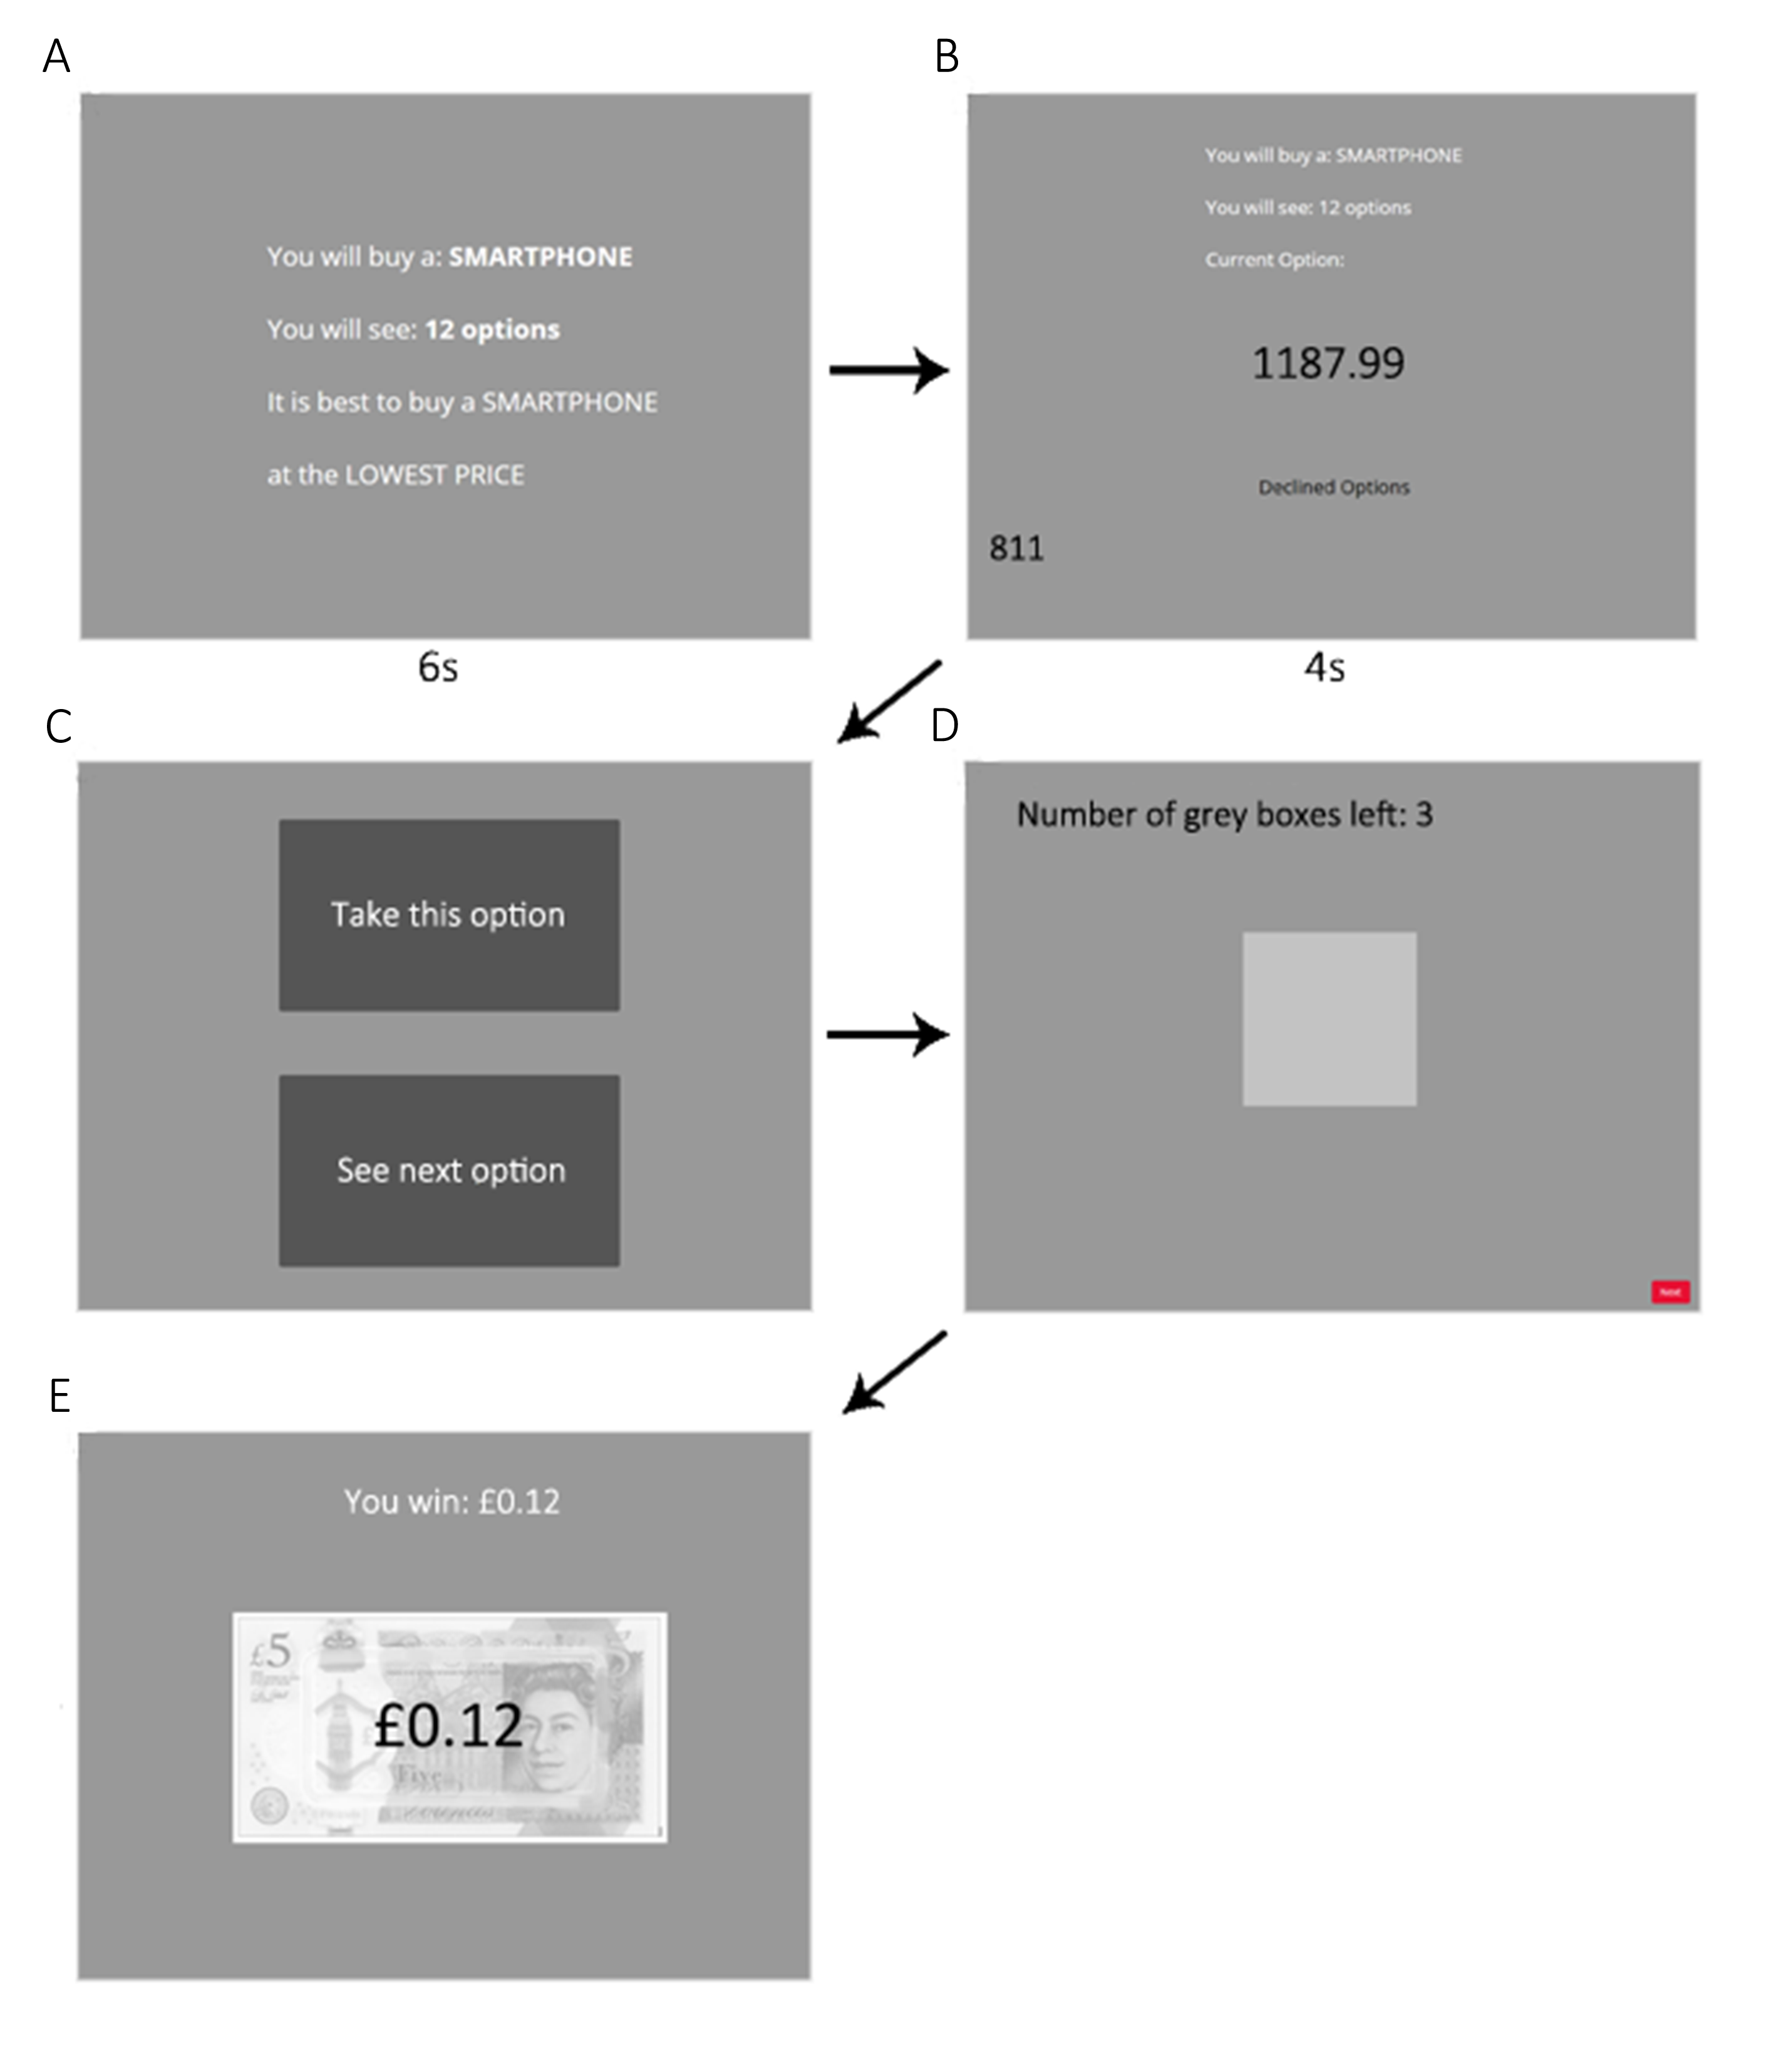 A
You will buy a: SMARTPHONE
You will see: 12 options
It is best to buy a SMARTPHONE
at the LOWEST PRICE
6s
B
You will buy a: SMARTPHONE
You will see: 12 options
Current Option:
1187.99
Declined Options
811
4s
C
Take this option
See next option
D
Number of grey boxes left: 3
Next
E
You win: £0.12
£5
£0.12
Five